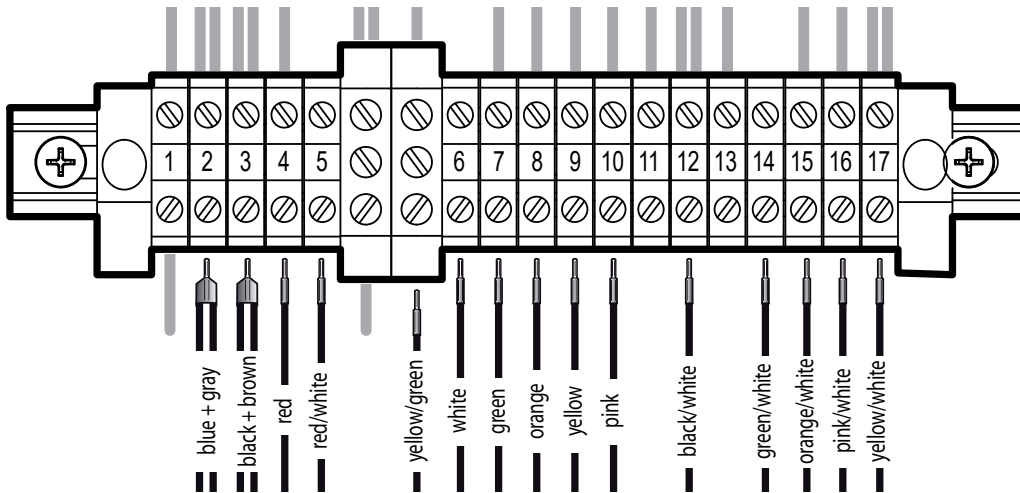 1 2 3 4 5 6 7 8 9 10 11 12 13 14 15 16 17
blue + gray
black + brown
red
red/white
yellow/green
white
green
orange
yellow
pink
black/white
green/white
orange/white
pink/white
yellow/white